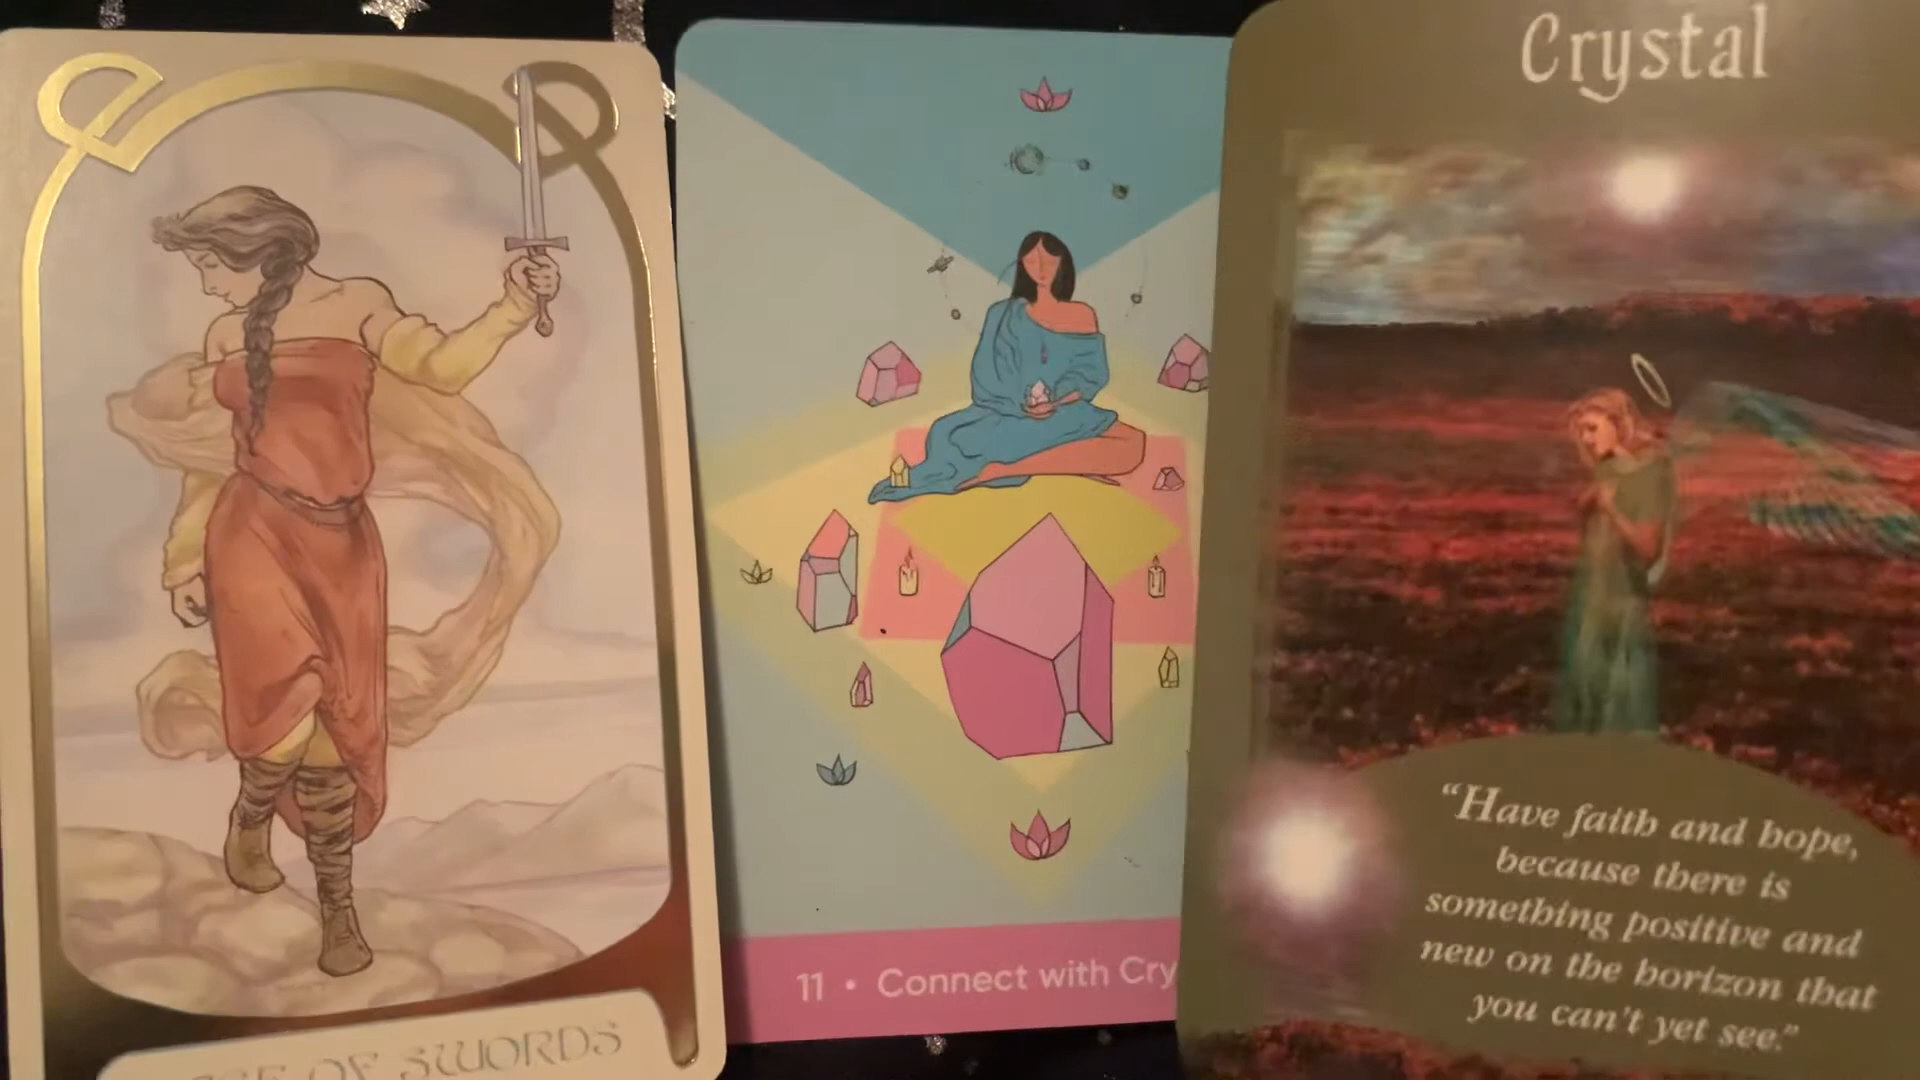 OF SWORDS
11 • Connect with Cry
Crystal
"Have faith and hope,
because there is
something positive and
new on the horizon that
you can't yet see."